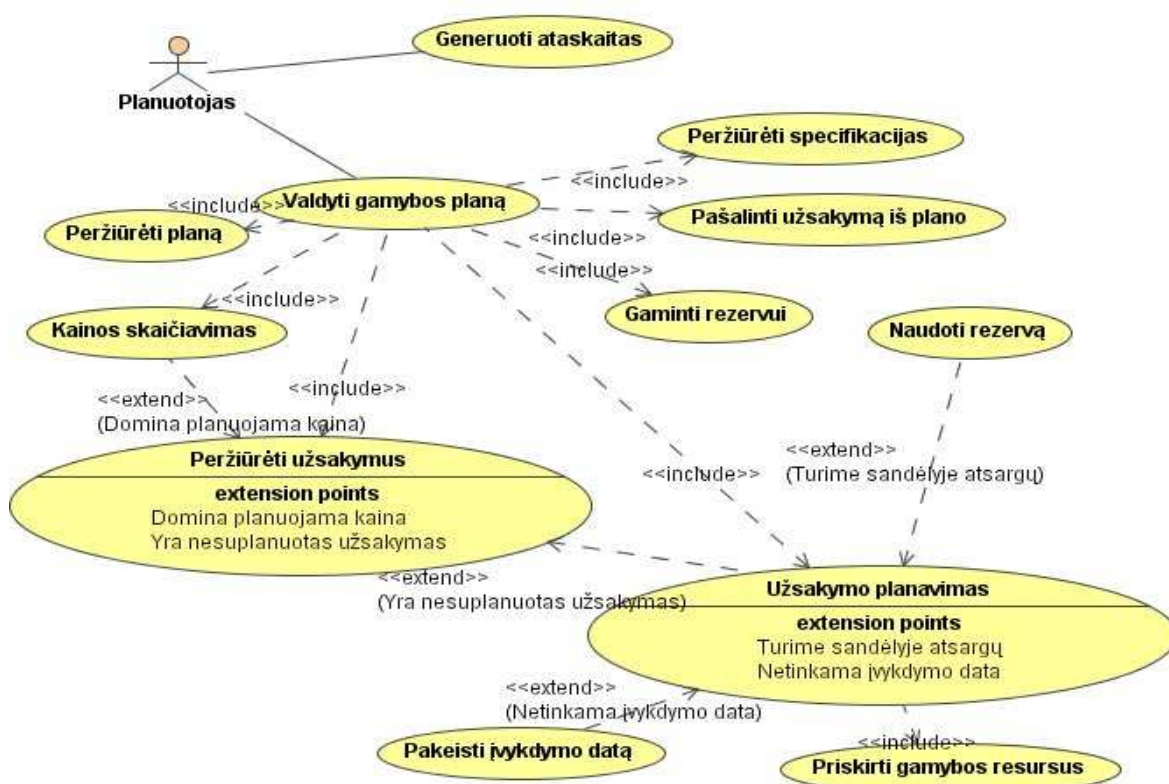 Generuoti ataskaitas
Planuotojas
Peržiūrėti specifikacijas
<<include>>
Valdyti gamybos planą
<<include>>
Pašalinti užsakymą iš plano
Peržiūrėti planą
<<include>>
<<include>>
<<include>>
Gaminti rezervui
Kainos skaičiavimas
Naudoti rezervą
<<include>>
<<extend>>
(Domina planuojama kaina)
<<extend>>
(Turime sandėlyje atsargų)
<<include>>
Peržiūrėti užsakymus
extension points
Domina planuojama kaina
Yra nesuplanuotas užsakymas
<<extend>>
(Yra nesuplanuotas užsakymas)
Užsakymo planavimas
extension points
Turime sandėlyje atsargų
Netinkama įvykdymo data
<<extend>>
(Netinkama įvykdymo data)
Pakeisti įvykdymo datą
<<include>>
Priskirti gamybos resursus